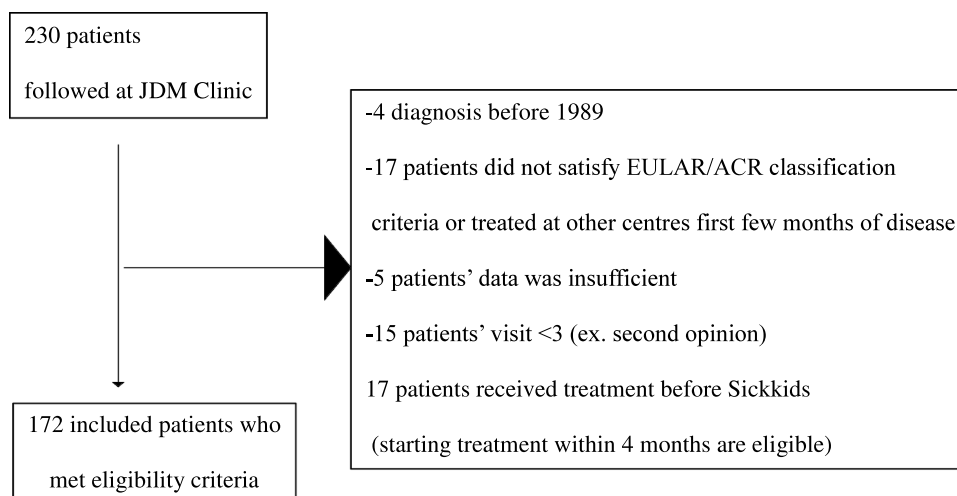 230 patients
followed at JDM Clinic
-4 diagnosis before 1989
-17 patients did not satisfy EULAR/ACR classification
criteria or treated at other centres first few months of disease
-5 patients’ data was insufficient
-15 patients’ visit <3 (ex. second opinion)
17 patients received treatment before Sickkids
(starting treatment within 4 months are eligible)
172 included patients who
met eligibility criteria